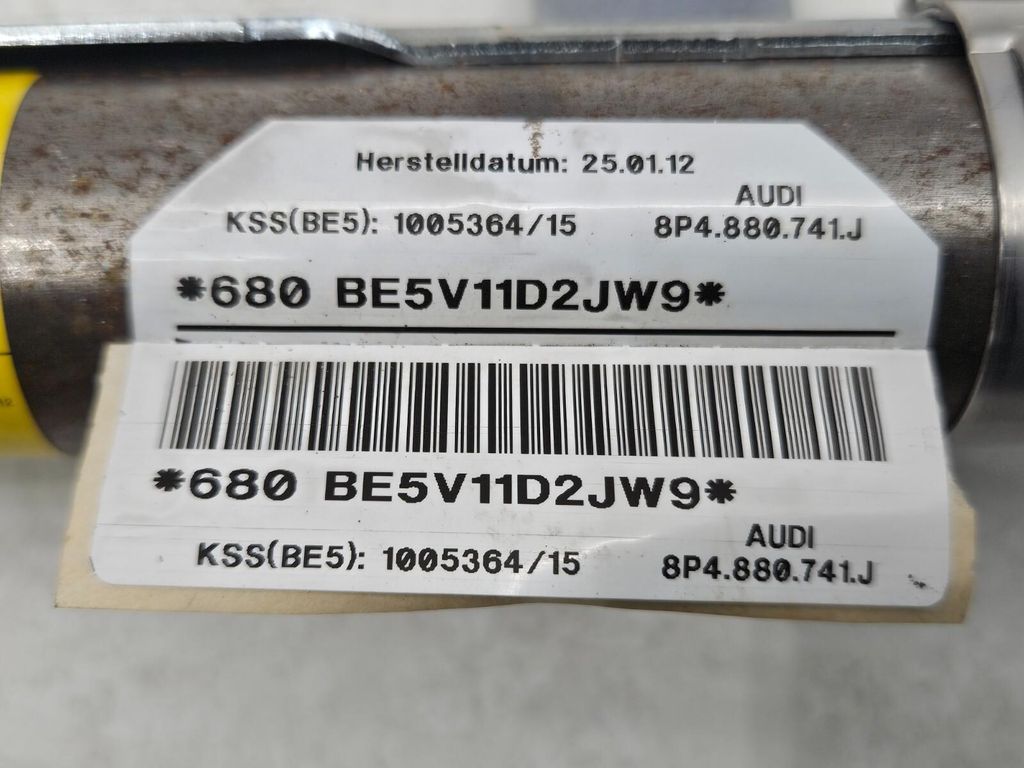 Herstelldatum: 25.01.12
AUDI
KSS(BE5): 1005364/15 8P4.880.741.J
*680 BE5V11D2JW9*
*680 BE5V11D2JW9*
AUDI
KSS(BE5): 1005364/15 8P4.880.741.J